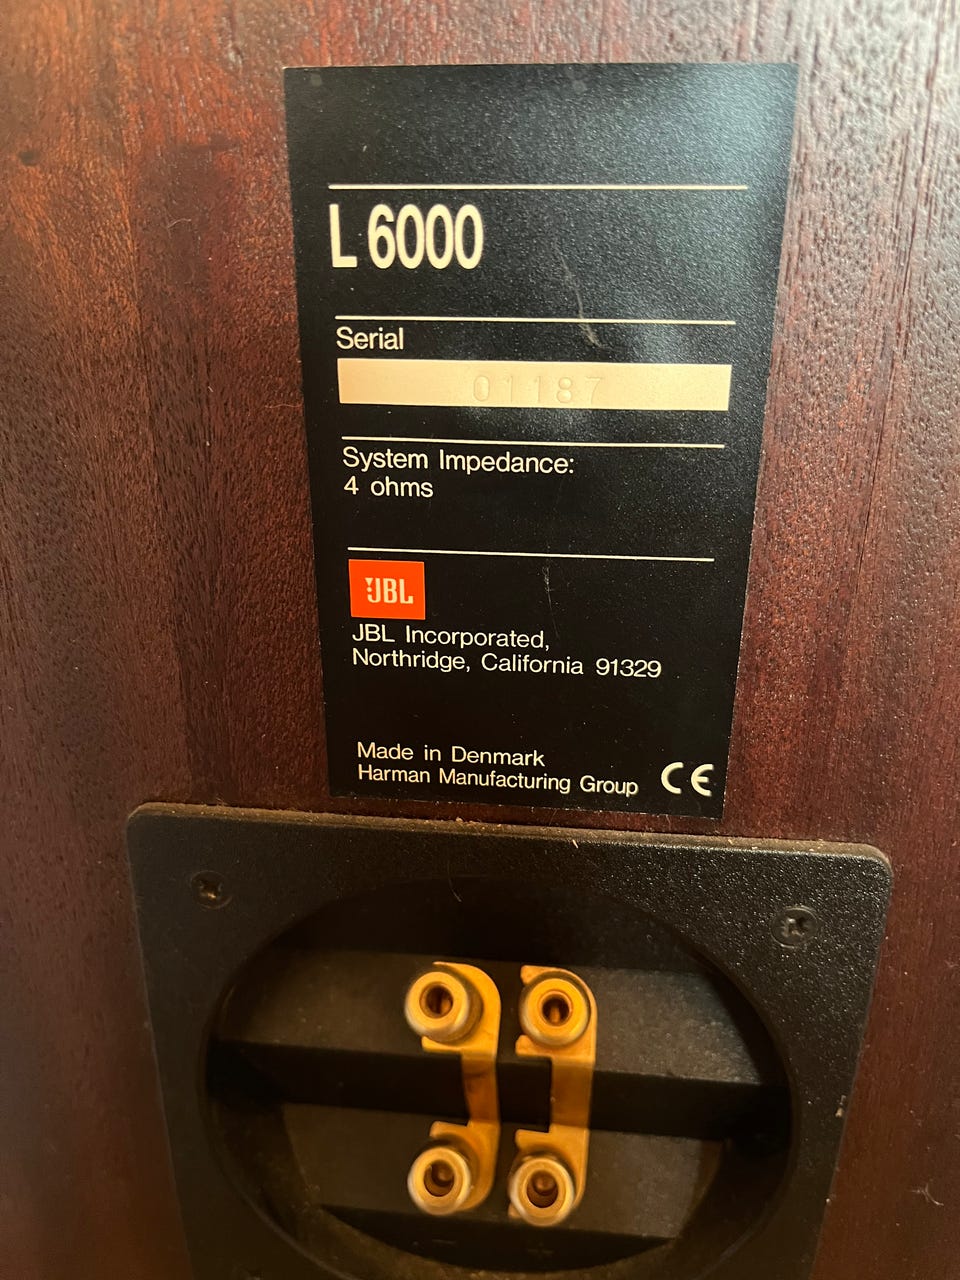 L 6000
Serial
01187
System Impedance:
4 ohms
JBL
JBL Incorporated,
Northridge, California 91329
Made in Denmark
Harman Manufacturing Group CE